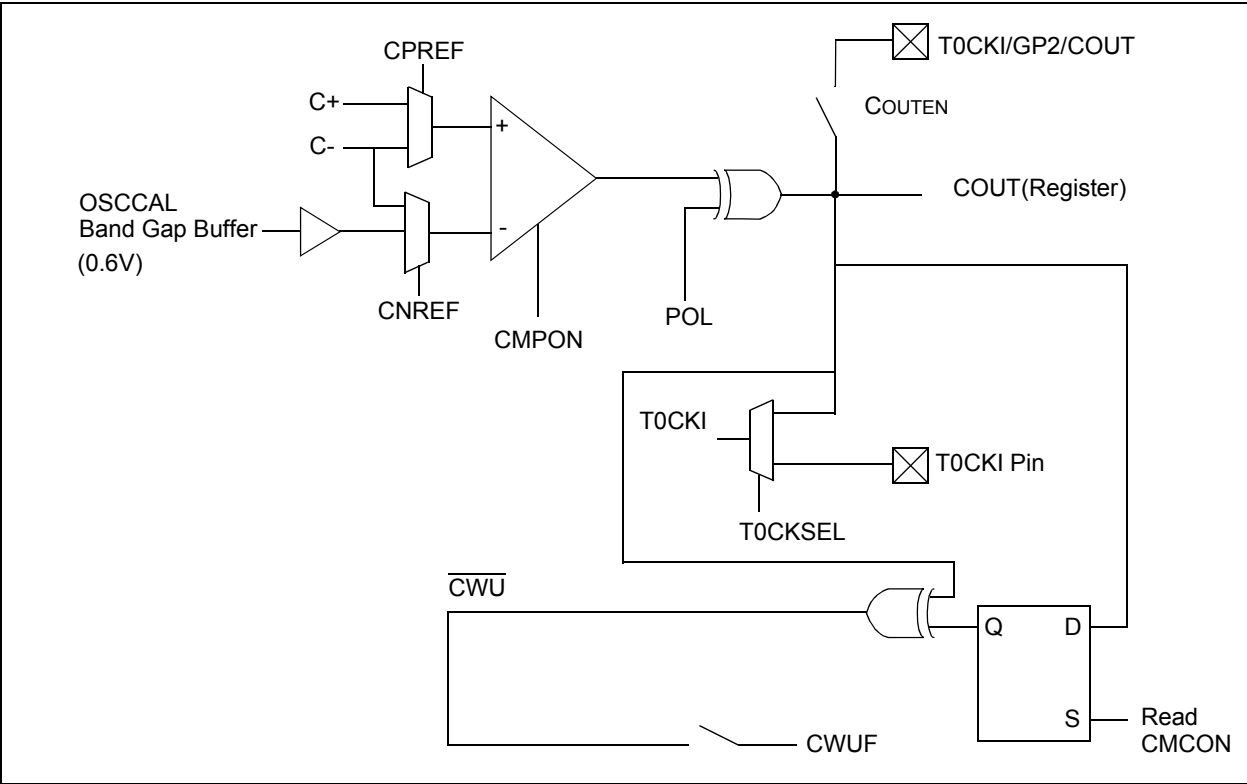 CPREF
T0CKI/GP2/COUT
C+
COUTEN
C-
+
COUT(Register)
OSCCAL
Band Gap Buffer
(0.6V)
-
CNREF
POL
CMPON
T0CKI
T0CKI Pin
T0CKSEL
CWU
Q
D
S
Read
CMCON
CWUF